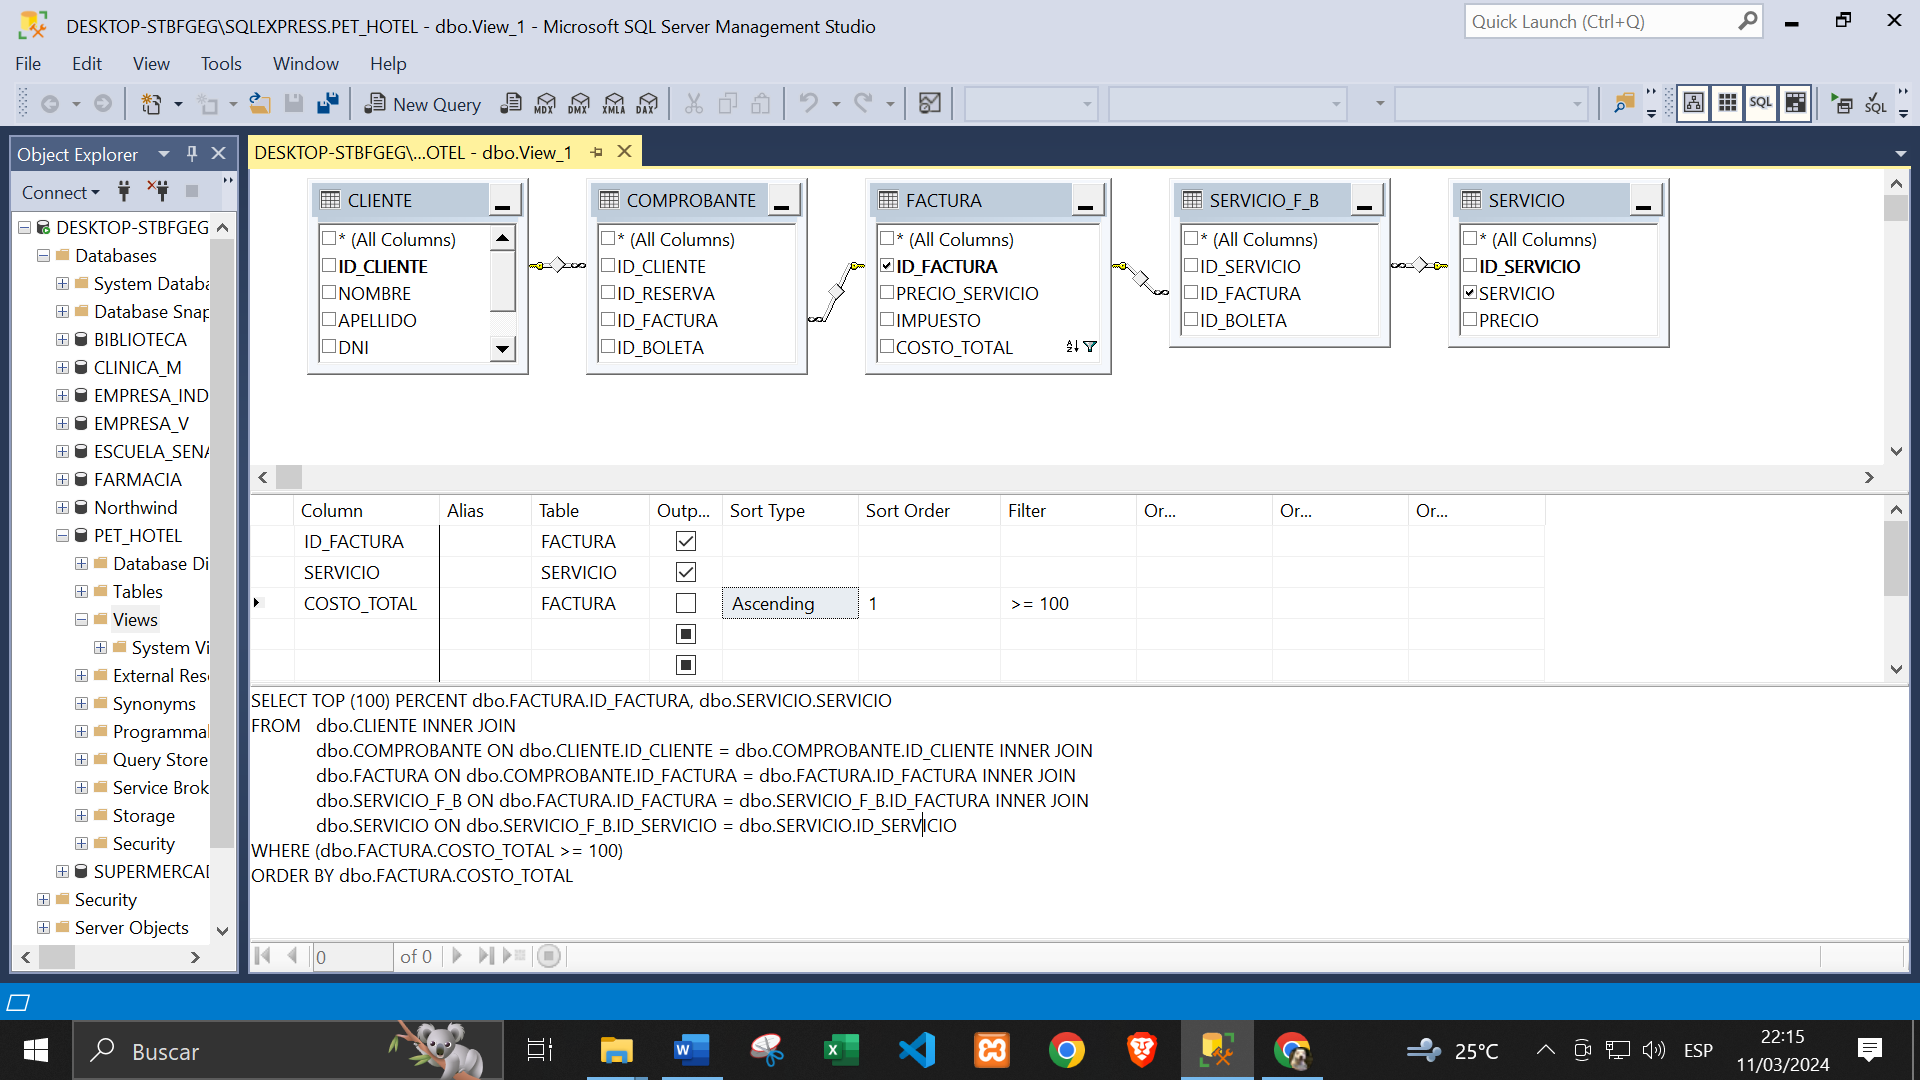 DESKTOP-STBFGEG\SQLEXPRESS.PET_HOTEL - dbo.View_1 - Microsoft SQL Server Management Studio
Quick Launch (Ctrl+Q)
File Edit View Tools Window Help
New Query MDX DMX XMLA DAX SQL SQL
Object Explorer
DESKTOP-STBFGEG\...OTEL - dbo.View_1
Connect
DESKTOP-STBFGEG
Databases
System Databa
Database Snap
BIBLIOTECA
CLINICA_M
EMPRESA_IND
EMPRESA_V
ESCUELA_SENA
FARMACIA
Northwind
PET_HOTEL
Database Di
Tables
Views
System Vi
External Res
Synonyms
Programmal
Query Store
Service Brok
Storage
Security
SUPERMERCAD
Security
Server Objects
CLIENTE
* (All Columns)
ID_CLIENTE
NOMBRE
APELLIDO
DNI
COMPROBANTE
* (All Columns)
ID_CLIENTE
ID_RESERVA
ID_FACTURA
ID_BOLETA
FACTURA
* (All Columns)
ID_FACTURA
PRECIO_SERVICIO
IMPUESTO
COSTO_TOTAL
SERVICIO_F_B
* (All Columns)
ID_SERVICIO
ID_FACTURA
ID_BOLETA
SERVICIO
* (All Columns)
ID_SERVICIO
SERVICIO
PRECIO
Column Alias Table Outp... Sort Type Sort Order Filter Or... Or... Or...
ID_FACTURA FACTURA
SERVICIO SERVICIO
COSTO_TOTAL FACTURA Ascending 1 >= 100
SELECT TOP (100) PERCENT dbo.FACTURA.ID_FACTURA, dbo.SERVICIO.SERVICIO
FROM dbo.CLIENTE INNER JOIN
dbo.COMPROBANTE ON dbo.CLIENTE.ID_CLIENTE = dbo.COMPROBANTE.ID_CLIENTE INNER JOIN
dbo.FACTURA ON dbo.COMPROBANTE.ID_FACTURA = dbo.FACTURA.ID_FACTURA INNER JOIN
dbo.SERVICIO_F_B ON dbo.FACTURA.ID_FACTURA = dbo.SERVICIO_F_B.ID_FACTURA INNER JOIN
dbo.SERVICIO ON dbo.SERVICIO_F_B.ID_SERVICIO = dbo.SERVICIO.ID_SERVICIO
WHERE (dbo.FACTURA.COSTO_TOTAL >= 100)
ORDER BY dbo.FACTURA.COSTO_TOTAL
0 of 0
Buscar
25°C
ESP
22:15
11/03/2024